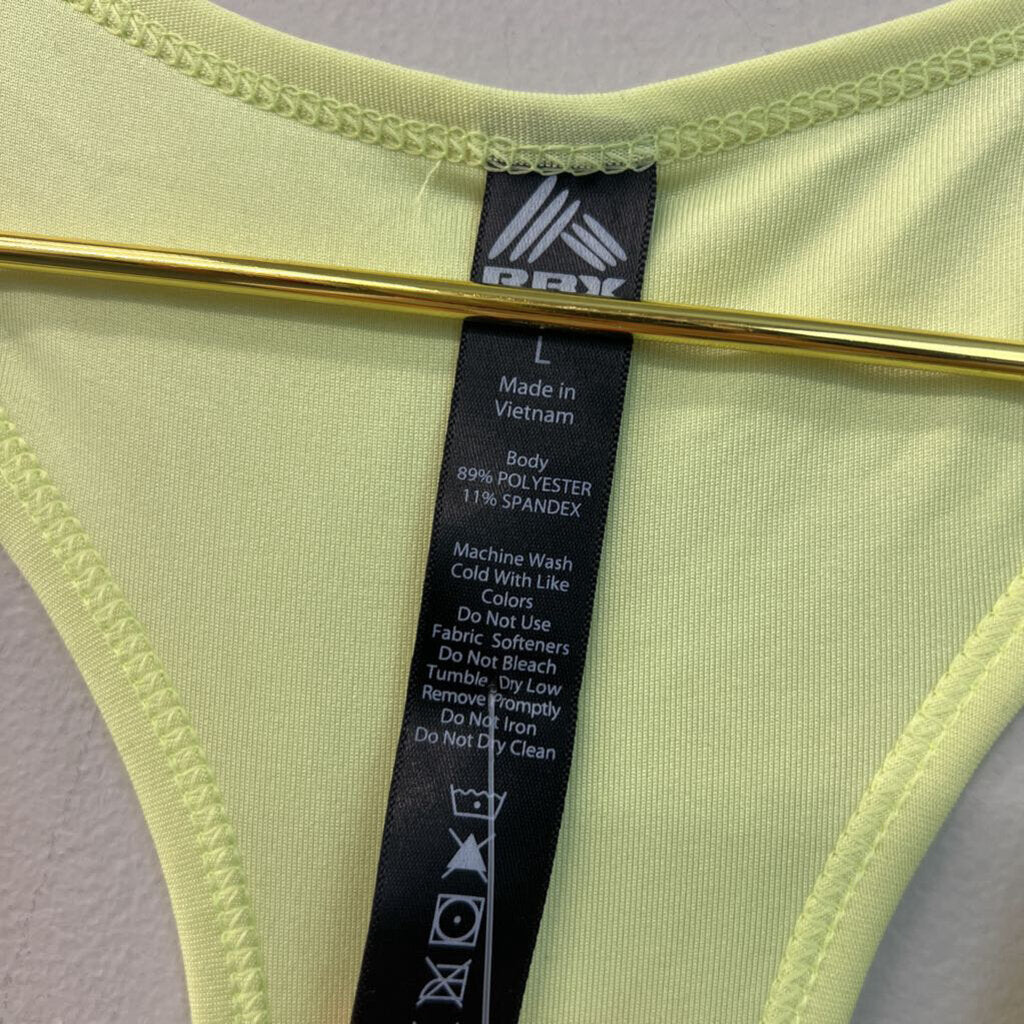 RBX
L
Made in
Vietnam
Body
89% POLYESTER
11% SPANDEX
Machine Wash
Cold With Like
Colors
Do Not Use
Fabric Softeners
Do Not Bleach
Tumble Dry Low
Remove Promptly
Do Not Iron
Do Not Dry Clean